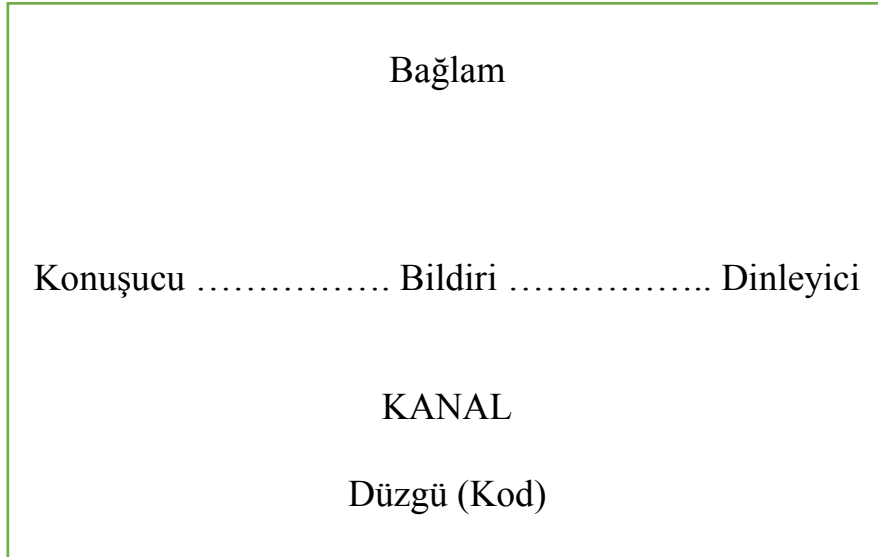 Bağlam
Konuşucu ……………. Bildiri …………….. Dinleyici
KANAL
Düzgü (Kod)